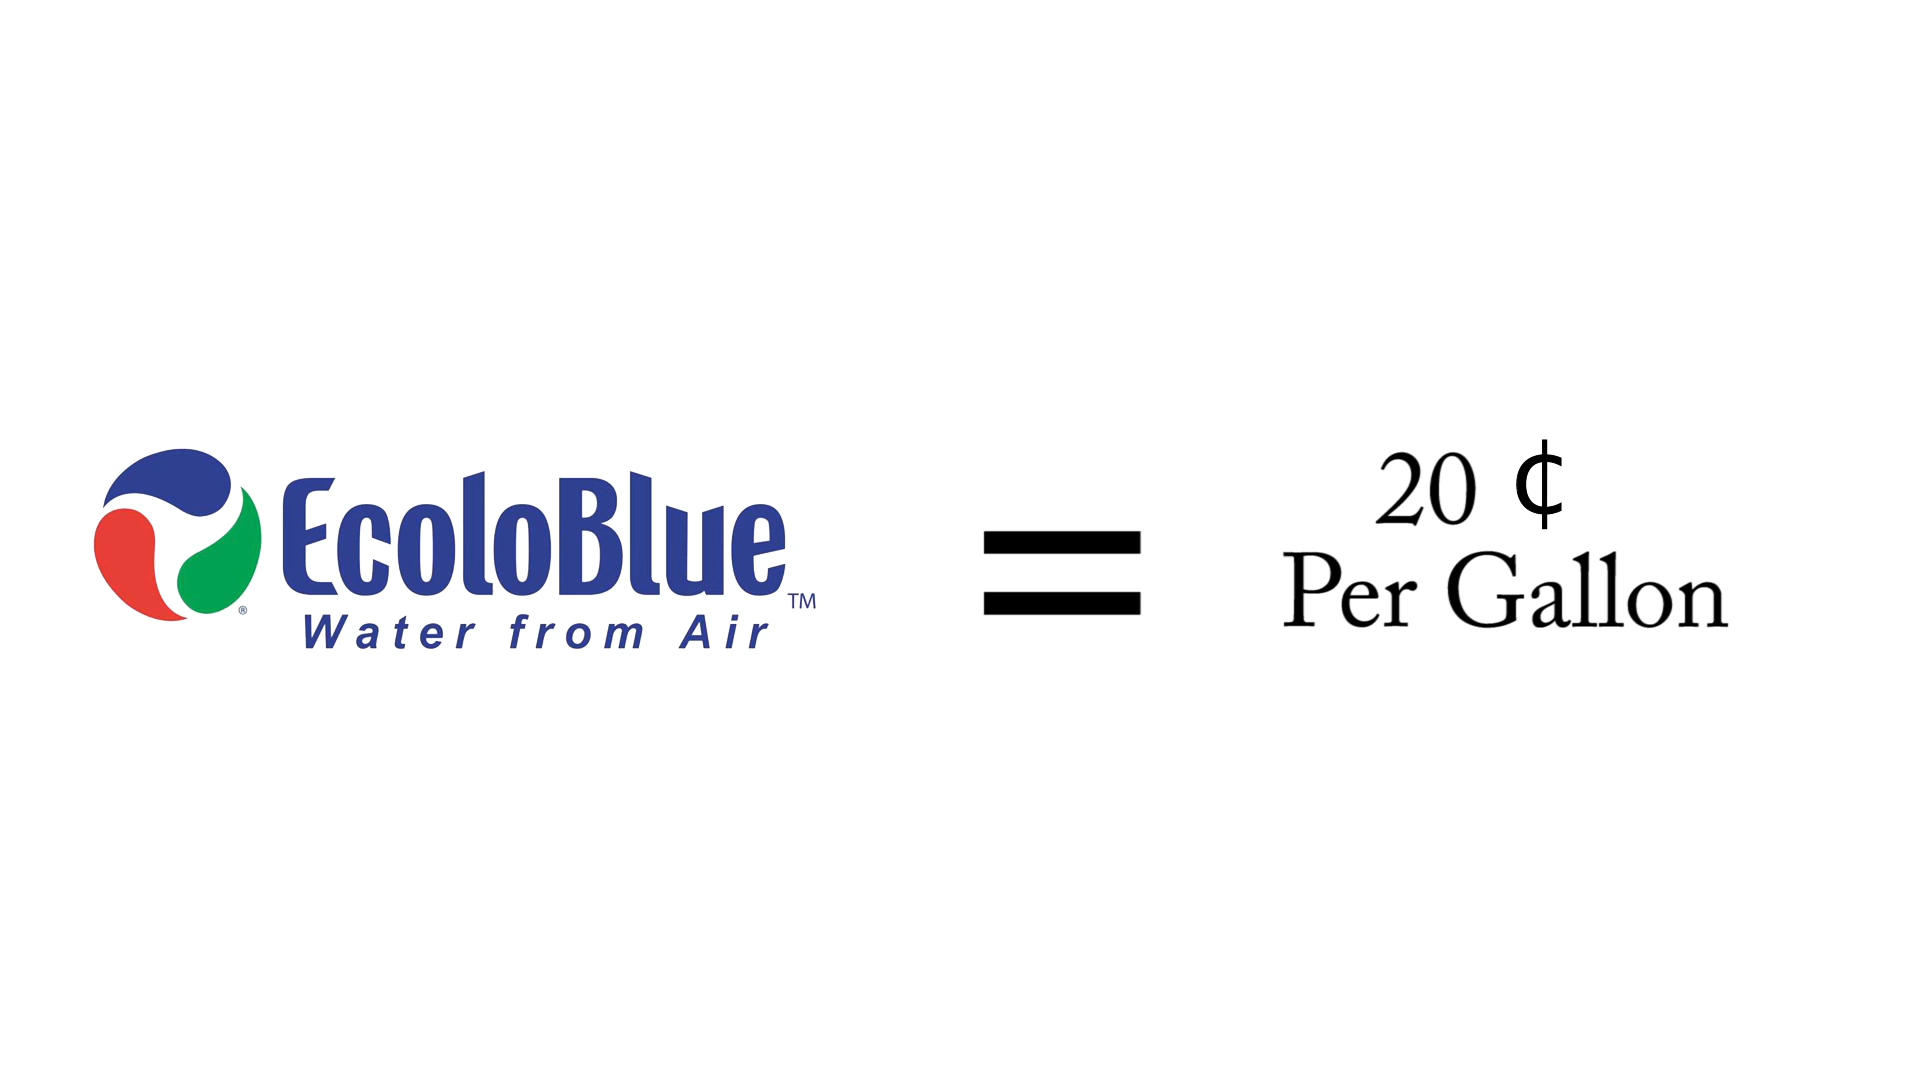 EcoloBlue™
Water from Air
®
=
20 ¢
Per Gallon